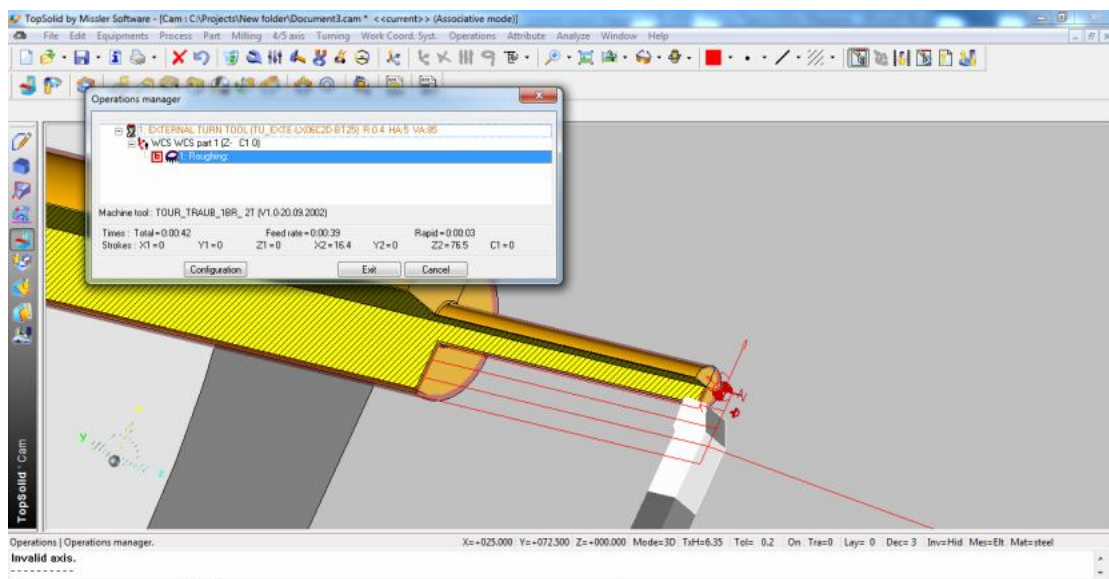 TopSolid by Missler Software - [Cam : C:\Projects\New folder\Document3.cam * <<current>> (Associative mode)]
File Edit Equipments Process Part Milling 4/5 axis Turning Work Coord. Syst. Operations Attribute Analyze Window Help
Operations manager
1: EXTERNAL TURN TOOL (TU_EXTE-LX06C2D-BT25) R:0.4 HA:5 VA:85
WCS WCS part 1 (Z- C1 0)
1: Roughing:
Machine tool : TOUR_TRAUB_1BR_ 2T (V1.0-20.09.2002)
Times : Total = 0:00:42 Feed rate = 0:00:39 Rapid = 0:00:03
Strokes : X1 = 0 Y1 = 0 Z1 = 0 X2 = 16.4 Y2 = 0 Z2 = 76.5 C1 = 0
Configuration Exit Cancel
y
z
TopSolid'Cam
Operations | Operations manager. X=+025.000 Y=+072.500 Z=+000.000 Mode=3D TxH=6.35 Tol= 0.2 On Tra=0 Lay= 0 Dec= 3 Inv=Hid Mes=Elt Mat=steel
Invalid axis.
----------